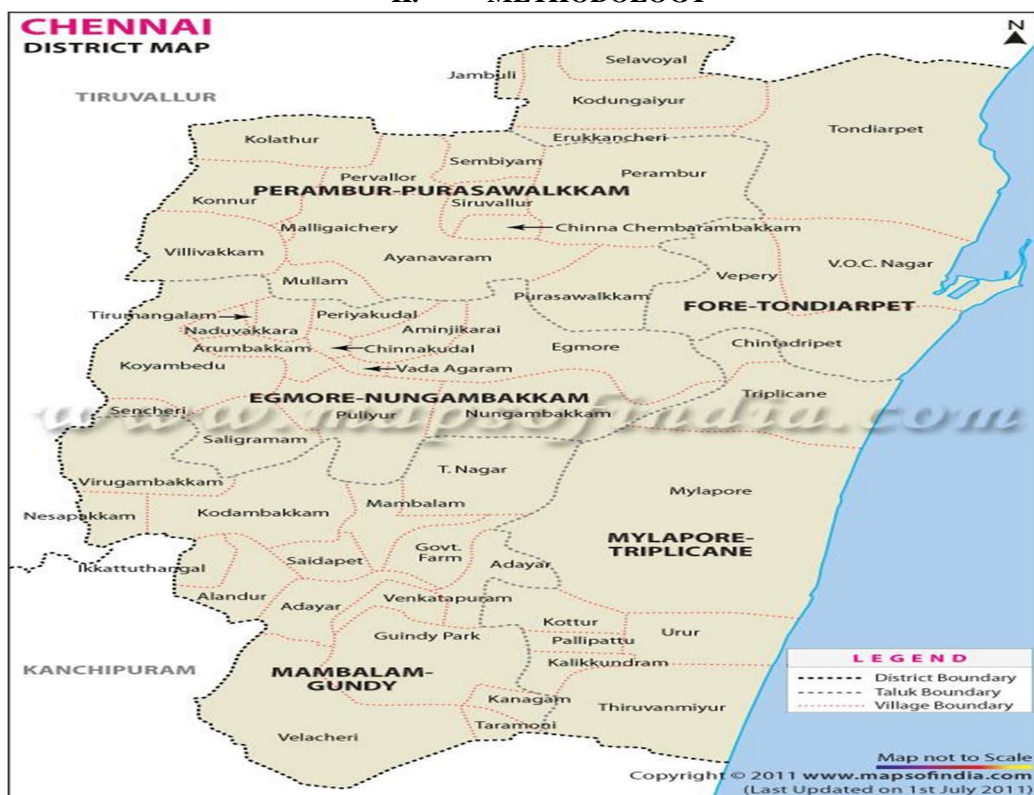 CHENNAI
DISTRICT MAP
N
TIRUVALLUR
Selavoyal
Jambuli
Kodungaiyur
Tondiarpet
Kolathur
Erukkancheri
Sembiyam
Pervallor
Perambur
PERAMBUR-PURASAWALKKAM
Konnur
Siruvallur
Malligaichery
Chinna Chembarambakkam
Villivakkam
Ayanavaram
V.O.C. Nagar
Mullam
Vepery
Purasawalkkam
FORE-TONDIARPET
Tirumangalam
Periyakudal
Naduvakkara
Aminjikarai
Arumbakkam
Chinnakudal
Egmore
Chintadripet
Koyambedu
Vada Agaram
EGMORE-NUNGAMBAKKAM
Triplicane
Sencheri
Puliyur
Nungambakkam
www.mapsofindia.com
Saligramam
T. Nagar
Virugambakkam
Mylapore
Mambalam
Nesapakkam
Kodambakkam
MYLAPORE-
TRIPLICANE
Govt.
Farm
Saidapet
Adayar
Ikkattuthangal
Alandur
Adayar
Venkatapuram
Kottur
Guindy Park
Pallipattu
Urur
Kalikkundram
KANCHIPURAM
MAMBALAM-
GUNDY
Kanagam
Thiruvanmiyur
Taramoni
Velacheri
LEGEND
District Boundary
Taluk Boundary
Village Boundary
Map not to Scale
Copyright © 2011 www.mapsofindia.com
(Last Updated on 1st July 2011)